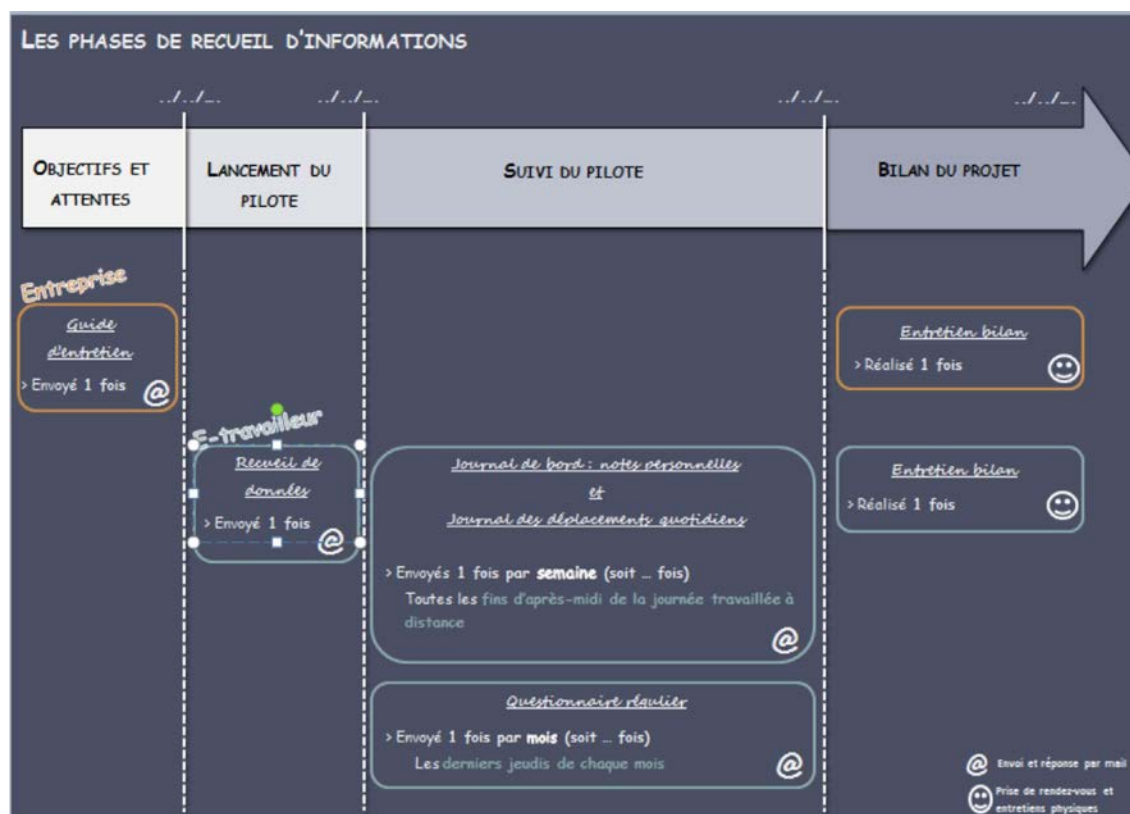 LES PHASES DE RECUEIL D'INFORMATIONS
../../….
../../….
../../….
../../….
OBJECTIFS ET
ATTENTES
LANCEMENT DU
PILOTE
SUIVI DU PILOTE
BILAN DU PROJET
Entreprise
Guide
d'entretien
> Envoyé 1 fois @
Entretien bilan
> Réalisé 1 fois
E-travailleur
Recueil de
données
> Envoyé 1 fois
@
Journal de bord : notes personnelles
et
Journal des déplacements quotidiens
> Envoyés 1 fois par semaine (soit … fois)
Toutes les fins d'après-midi de la journée travaillée à
distance
@
Entretien bilan
> Réalisé 1 fois
Questionnaire régulier
> Envoyé 1 fois par mois (soit … fois)
Les derniers jeudis de chaque mois @
@ Envoi et réponse par mail
Prise de rendez-vous et
entretiens physiques